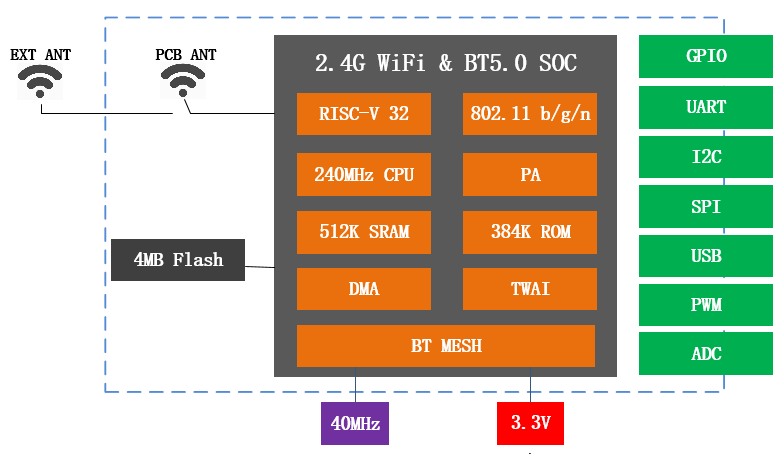 EXT ANT
PCB ANT
2.4G WiFi & BT5.0 SOC
RISC-V 32
802.11 b/g/n
240MHz CPU
PA
512K SRAM
384K ROM
4MB Flash
DMA
TWAI
BT MESH
40MHz
3.3V
GPIO
UART
I2C
SPI
USB
PWM
ADC